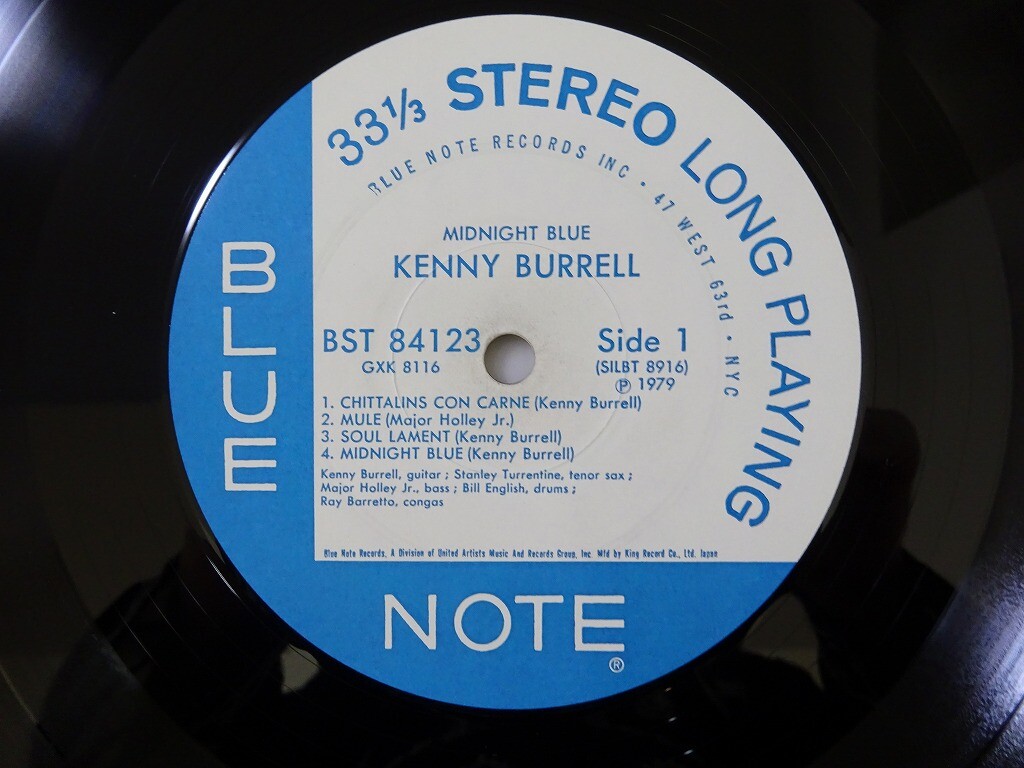 33⅓ STEREO LONG PLAYING
BLUE NOTE RECORDS INC · 47 WEST 63rd · NYC
MIDNIGHT BLUE
KENNY BURRELL
BST 84123
GXK 8116
Side 1
(SILBT 8916)
℗ 1979
1. CHITTALINS CON CARNE (Kenny Burrell)
2. MULE (Major Holley Jr.)
3. SOUL LAMENT (Kenny Burrell)
4. MIDNIGHT BLUE (Kenny Burrell)
Kenny Burrell, guitar ; Stanley Turrentine, tenor sax ;
Major Holley Jr., bass ; Bill English, drums ;
Ray Barretto, congas
Blue Note Records, A Division of United Artists Music And Records Group, Inc. Mfd by King Record Co., Ltd. Japan
BLUE
NOTE
®